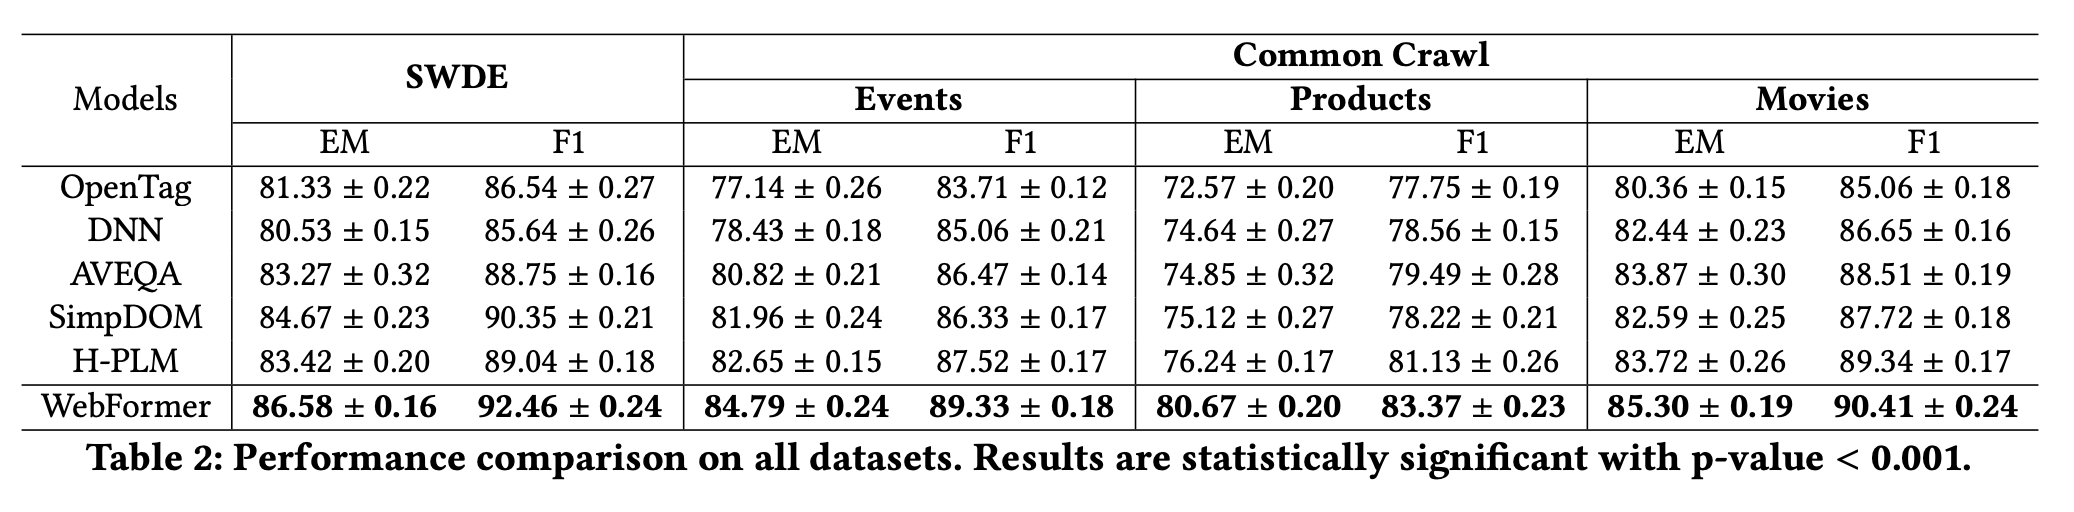 Models SWDE Common Crawl
Events Products Movies
EM F1 EM F1 EM F1 EM F1
OpenTag 81.33 ± 0.22 86.54 ± 0.27 77.14 ± 0.26 83.71 ± 0.12 72.57 ± 0.20 77.75 ± 0.19 80.36 ± 0.15 85.06 ± 0.18
DNN 80.53 ± 0.15 85.64 ± 0.26 78.43 ± 0.18 85.06 ± 0.21 74.64 ± 0.27 78.56 ± 0.15 82.44 ± 0.23 86.65 ± 0.16
AVEQA 83.27 ± 0.32 88.75 ± 0.16 80.82 ± 0.21 86.47 ± 0.14 74.85 ± 0.32 79.49 ± 0.28 83.87 ± 0.30 88.51 ± 0.19
SimpDOM 84.67 ± 0.23 90.35 ± 0.21 81.96 ± 0.24 86.33 ± 0.17 75.12 ± 0.27 78.22 ± 0.21 82.59 ± 0.25 87.72 ± 0.18
H-PLM 83.42 ± 0.20 89.04 ± 0.18 82.65 ± 0.15 87.52 ± 0.17 76.24 ± 0.17 81.13 ± 0.26 83.72 ± 0.26 89.34 ± 0.17
WebFormer 86.58 ± 0.16 92.46 ± 0.24 84.79 ± 0.24 89.33 ± 0.18 80.67 ± 0.20 83.37 ± 0.23 85.30 ± 0.19 90.41 ± 0.24
Table 2: Performance comparison on all datasets. Results are statistically significant with p-value < 0.001.